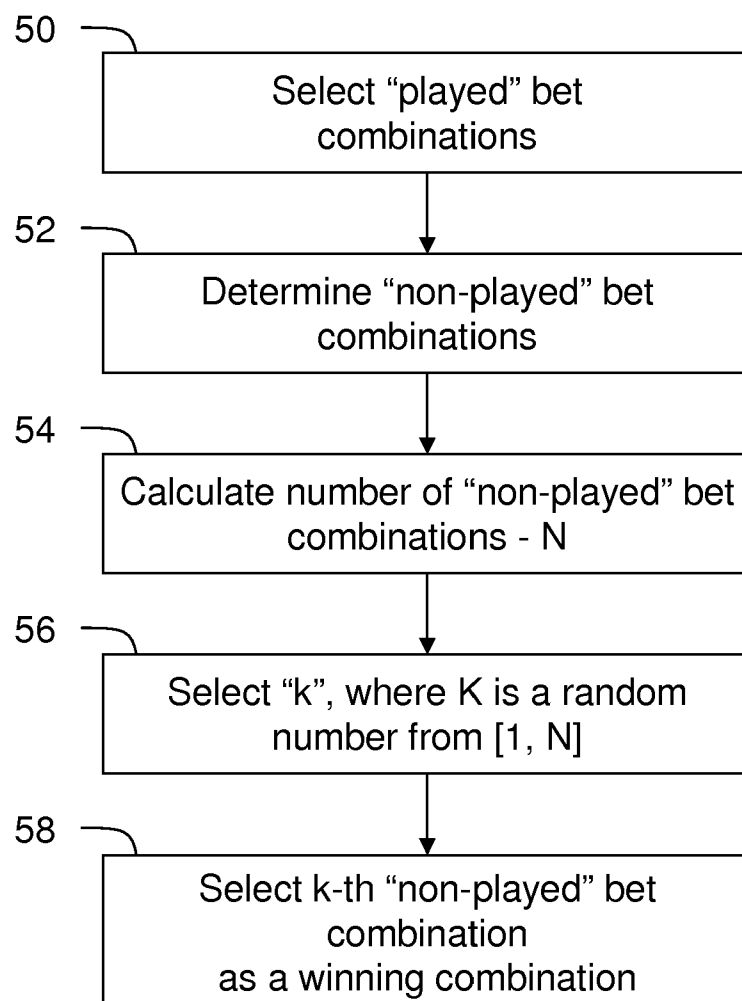 50
Select “played” bet
combinations
52
Determine “non-played” bet
combinations
54
Calculate number of “non-played” bet
combinations - N
56
Select “k”, where K is a random
number from [1, N]
58
Select k-th “non-played” bet
combination
as a winning combination